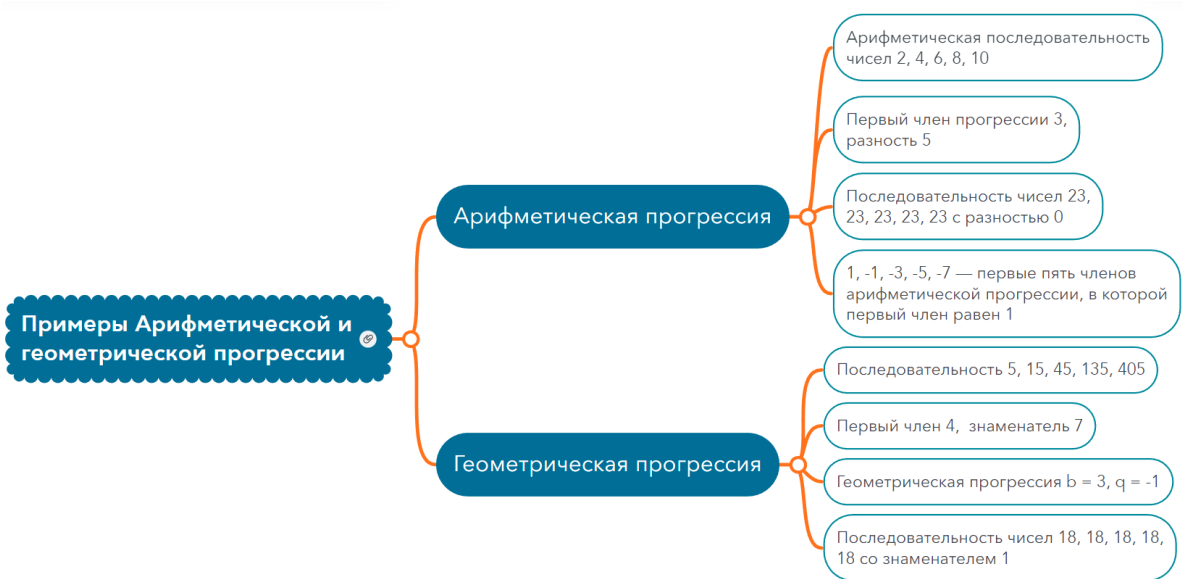 Примеры Арифметической и
геометрической прогрессии
Арифметическая прогрессия
Арифметическая последовательность
чисел 2, 4, 6, 8, 10
Первый член прогрессии 3,
разность 5
Последовательность чисел 23,
23, 23, 23, 23 с разностью 0
1, -1, -3, -5, -7 — первые пять членов
арифметической прогрессии, в которой
первый член равен 1
Геометрическая прогрессия
Последовательность 5, 15, 45, 135, 405
Первый член 4, знаменатель 7
Геометрическая прогрессия b = 3, q = -1
Последовательность чисел 18, 18, 18, 18,
18 со знаменателем 1